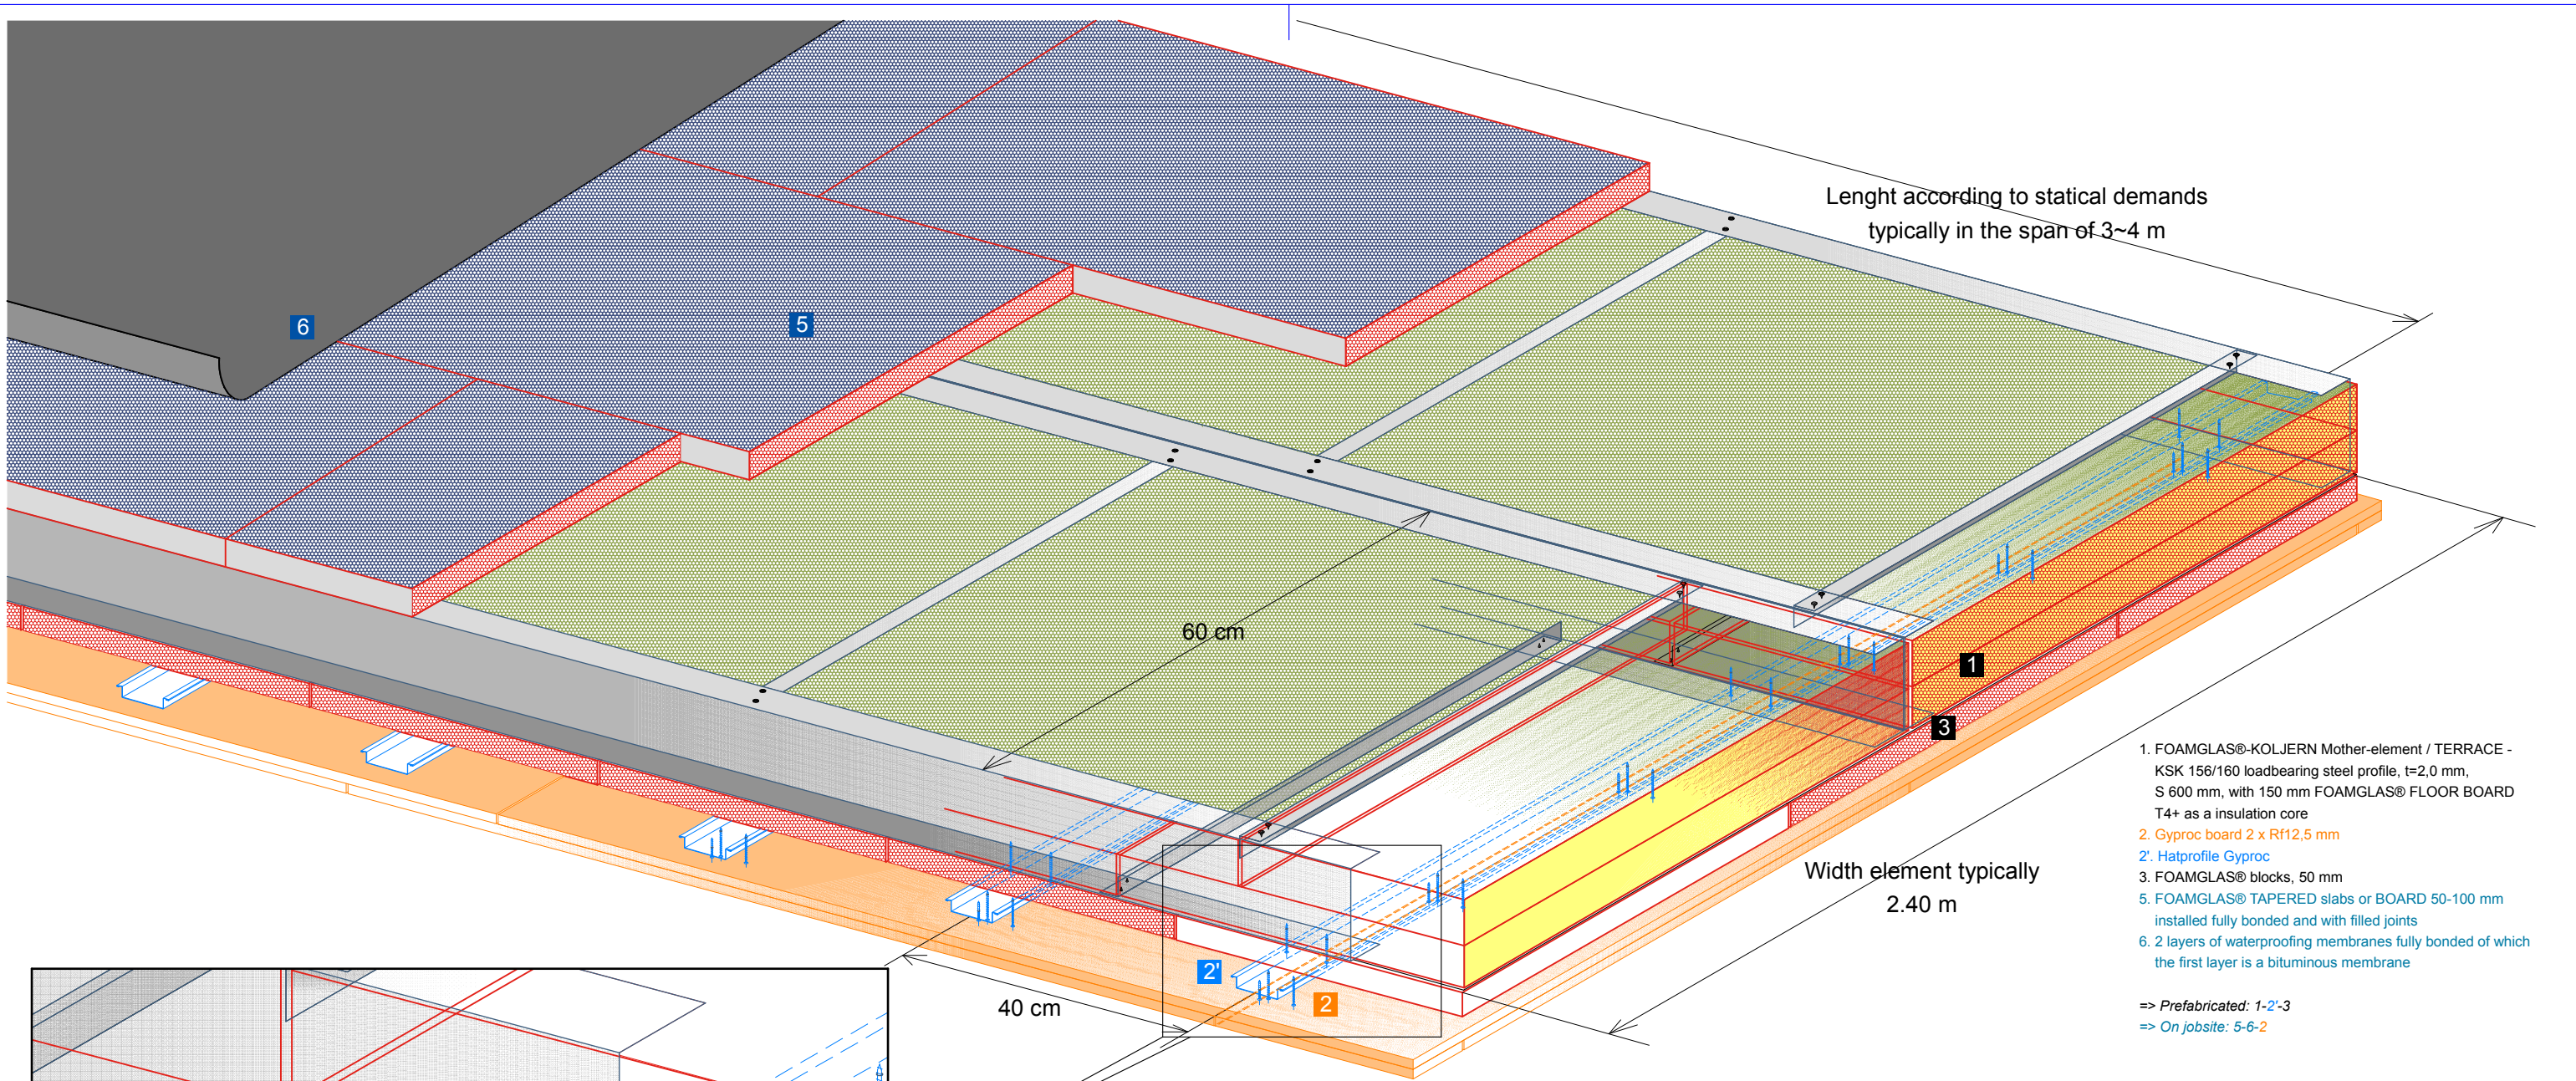 Lenght according to statical demands
typically in the span of 3~4 m
6
5
60 cm
1
3
Width element typically
2.40 m
2'
2
40 cm
1. FOAMGLAS®-KOLJERN Mother-element / TERRACE -
KSK 156/160 loadbearing steel profile, t=2,0 mm,
S 600 mm, with 150 mm FOAMGLAS® FLOOR BOARD
T4+ as a insulation core
2. Gyproc board 2 x Rf12,5 mm
2'. Hatprofile Gyproc
3. FOAMGLAS® blocks, 50 mm
5. FOAMGLAS® TAPERED slabs or BOARD 50-100 mm
installed fully bonded and with filled joints
6. 2 layers of waterproofing membranes fully bonded of which
the first layer is a bituminous membrane
=> Prefabricated: 1-2'-3
=> On jobsite: 5-6-2